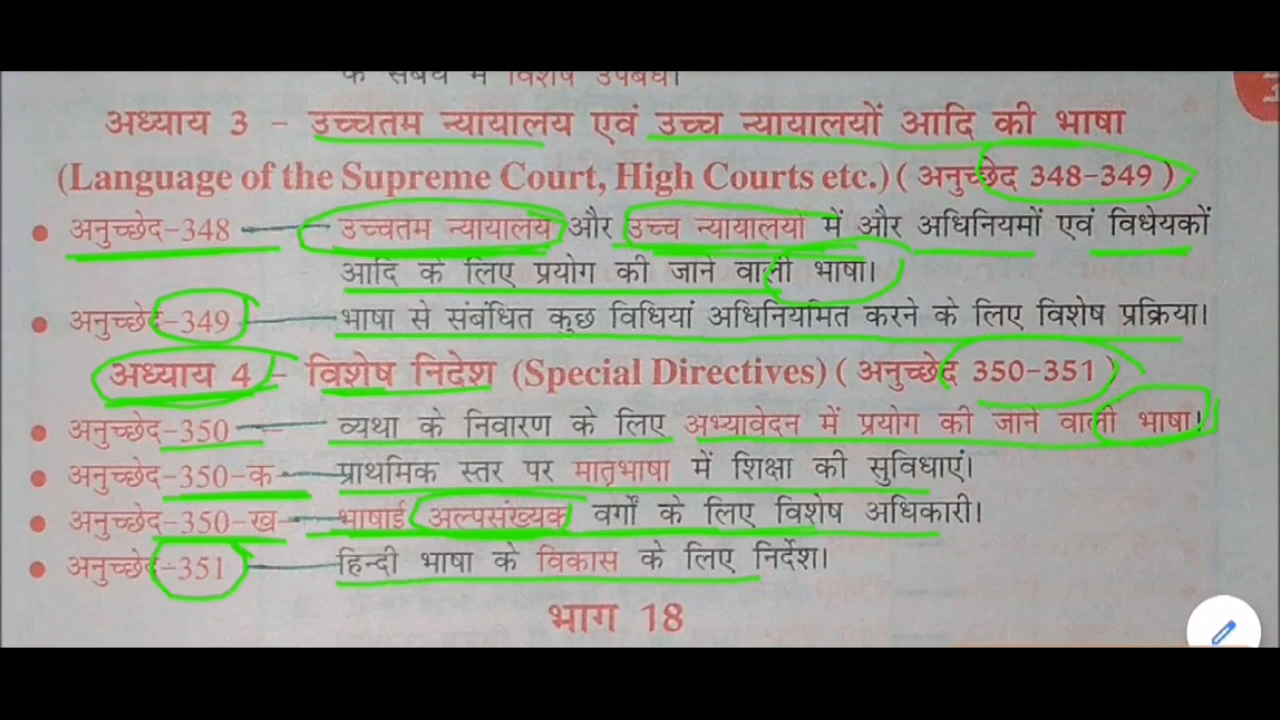 के संबंध में विशेष उपबंध।
अध्याय 3 - उच्चतम न्यायालय एवं उच्च न्यायालयों आदि की भाषा
(Language of the Supreme Court, High Courts etc.) ( अनुच्छेद 348-349 )
• अनुच्छेद-348 उच्चतम न्यायालय और उच्च न्यायालयों में और अधिनियमों एवं विधेयकों
आदि के लिए प्रयोग की जाने वाली भाषा।
• अनुच्छेद-349 भाषा से संबंधित कुछ विधियां अधिनियमित करने के लिए विशेष प्रक्रिया।
अध्याय 4 - विशेष निदेश (Special Directives) ( अनुच्छेद 350-351 )
• अनुच्छेद-350 व्यथा के निवारण के लिए अभ्यावेदन में प्रयोग की जाने वाली भाषा।
• अनुच्छेद-350-क प्राथमिक स्तर पर मातृभाषा में शिक्षा की सुविधाएं।
• अनुच्छेद-350-ख भाषाई अल्पसंख्यक वर्गों के लिए विशेष अधिकारी।
• अनुच्छेद-351 हिन्दी भाषा के विकास के लिए निर्देश।
भाग 18